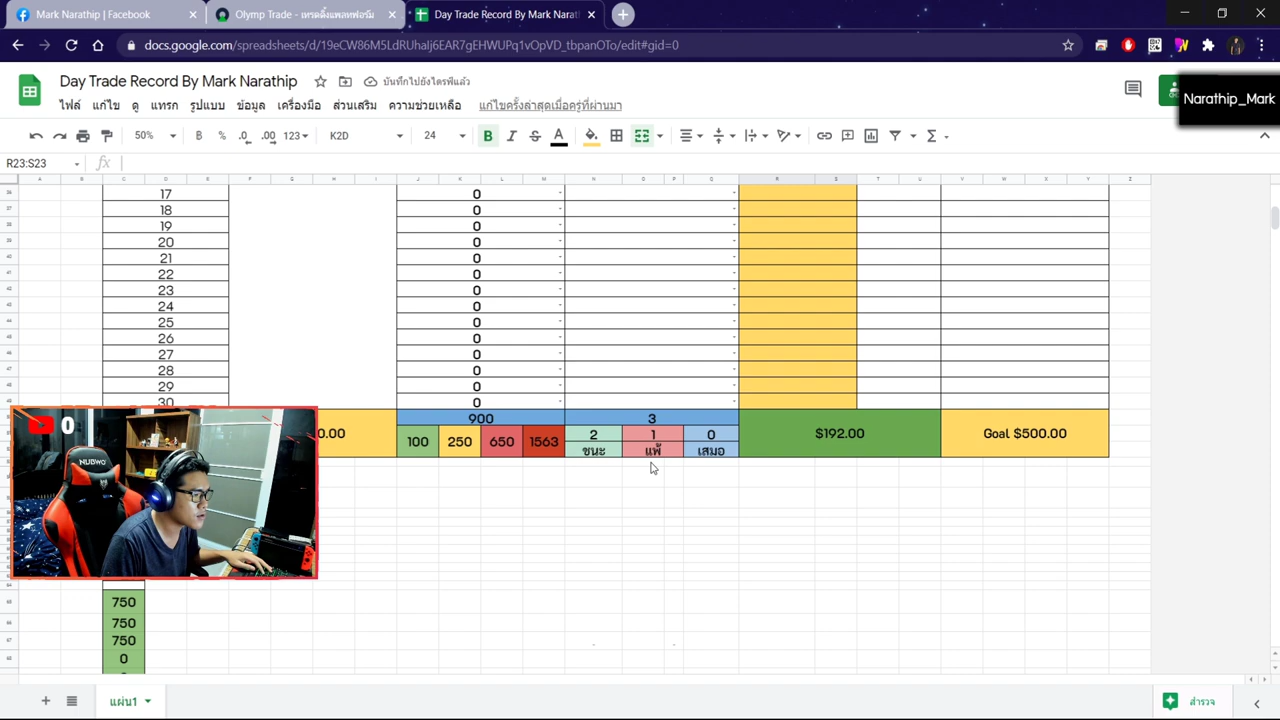 Mark Narathip | Facebook
Olymp Trade - เทรดดิ้งแพลทฟอร์ม
Day Trade Record By Mark Narat
docs.google.com/spreadsheets/d/19eCW86M5LdRUhaIj6EAR7gEHWUPq1vOpVD_tbpanOTo/edit#gid=0
Day Trade Record By Mark Narathip
บันทึกไปยังไดรฟ์แล้ว
ไฟล์ แก้ไข ดู แทรก รูปแบบ ข้อมูล เครื่องมือ ส่วนเสริม ความช่วยเหลือ แก้ไขครั้งล่าสุดเมื่อครู่ที่ผ่านมา
Narathip_Mark
50% ฿ % .0 .00 123 K2D 24 B I S A Σ
R23:S23 fx
17 0
18 0
19 0
20 0
21 0
22 0
23 0
24 0
25 0
26 0
27 0
28 0
29 0
30 0
0.00 900 3 $192.00 Goal $500.00
100 250 650 1563 2 1 0
ชนะ แพ้ เสมอ
0
NUBWO
750
750
750
0
แผ่น1
สำรวจ